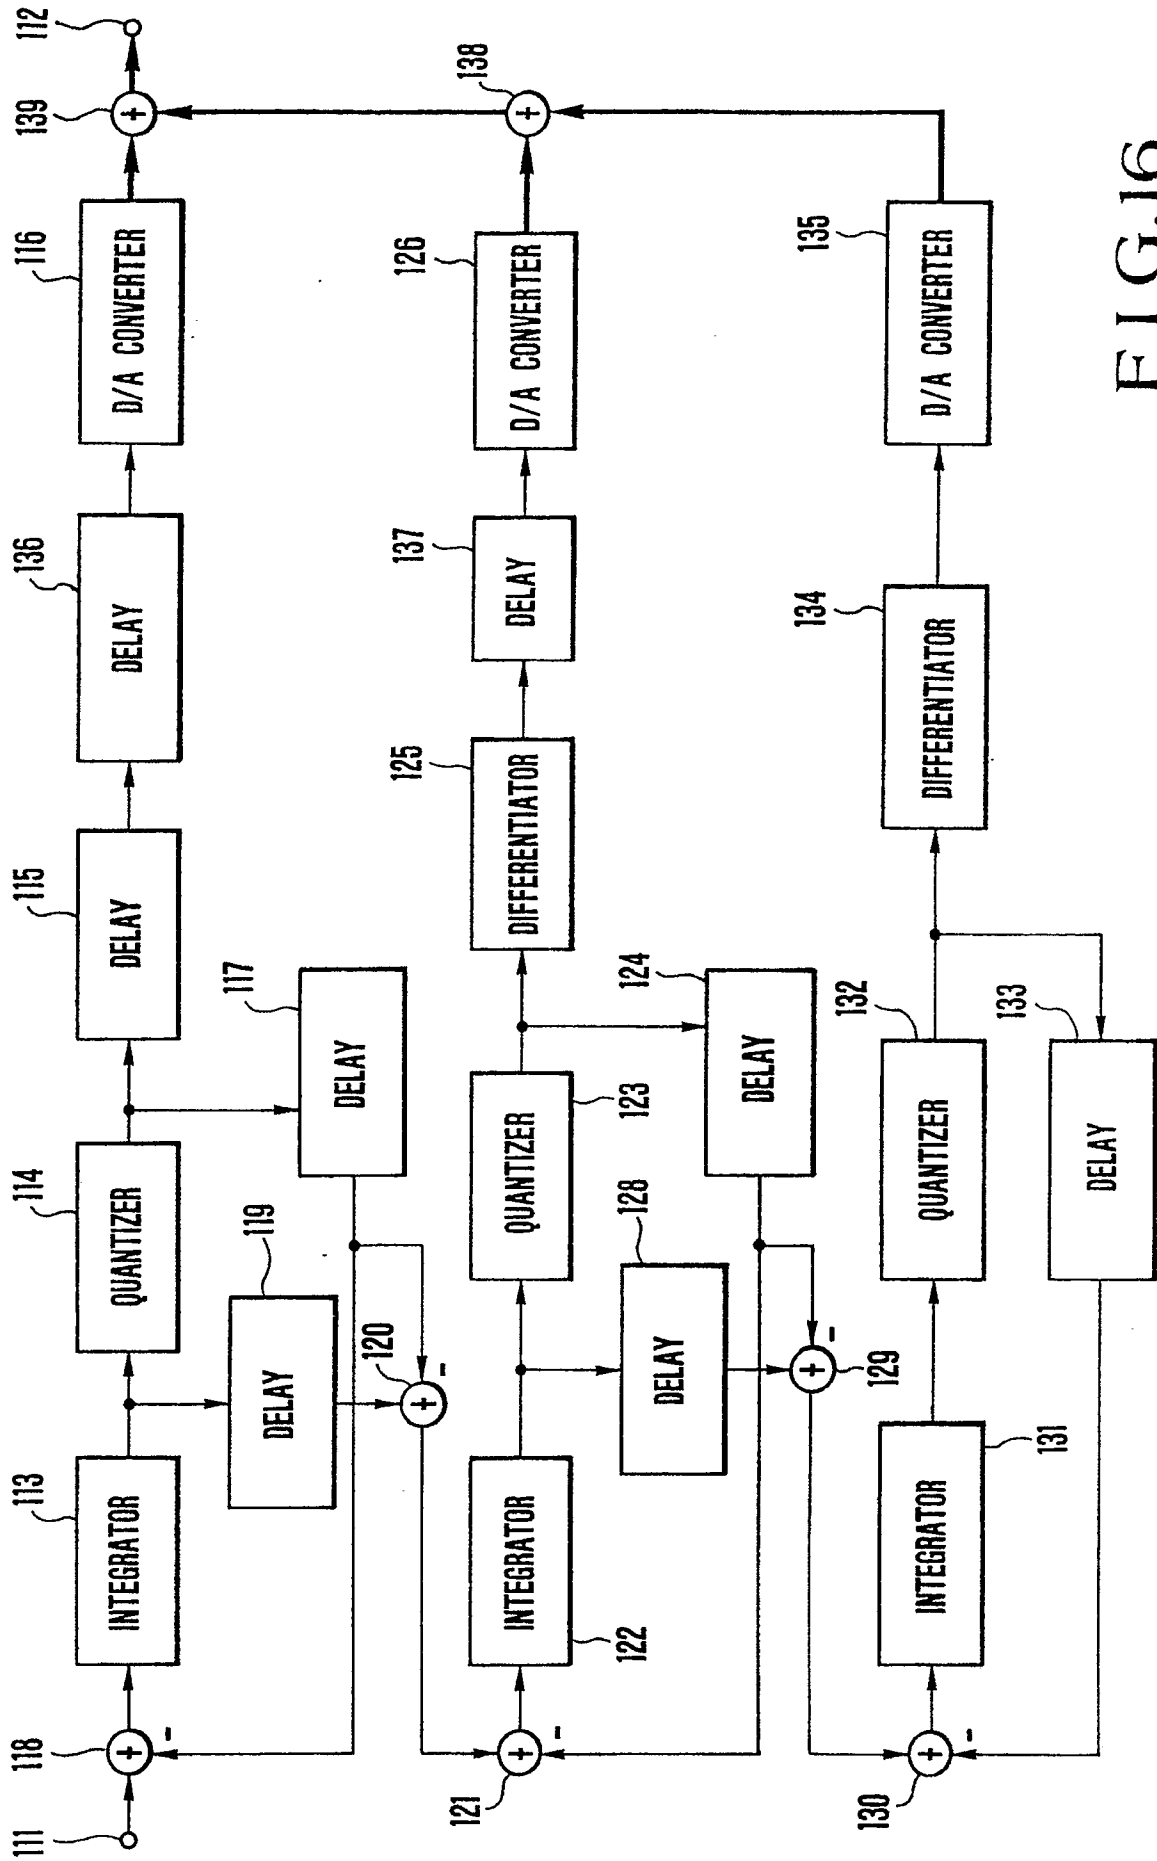 111
118
113
INTEGRATOR
114
QUANTIZER
115
DELAY
136
DELAY
116
D/A CONVERTER
139
112
+
-
+
119
DELAY
117
DELAY
120
+
-
121
+
-
122
INTEGRATOR
123
QUANTIZER
125
DIFFERENTIATOR
137
DELAY
126
D/A CONVERTER
138
+
128
DELAY
124
DELAY
129
+
-
130
+
-
131
INTEGRATOR
132
QUANTIZER
134
DIFFERENTIATOR
135
D/A CONVERTER
133
DELAY
FIG.16